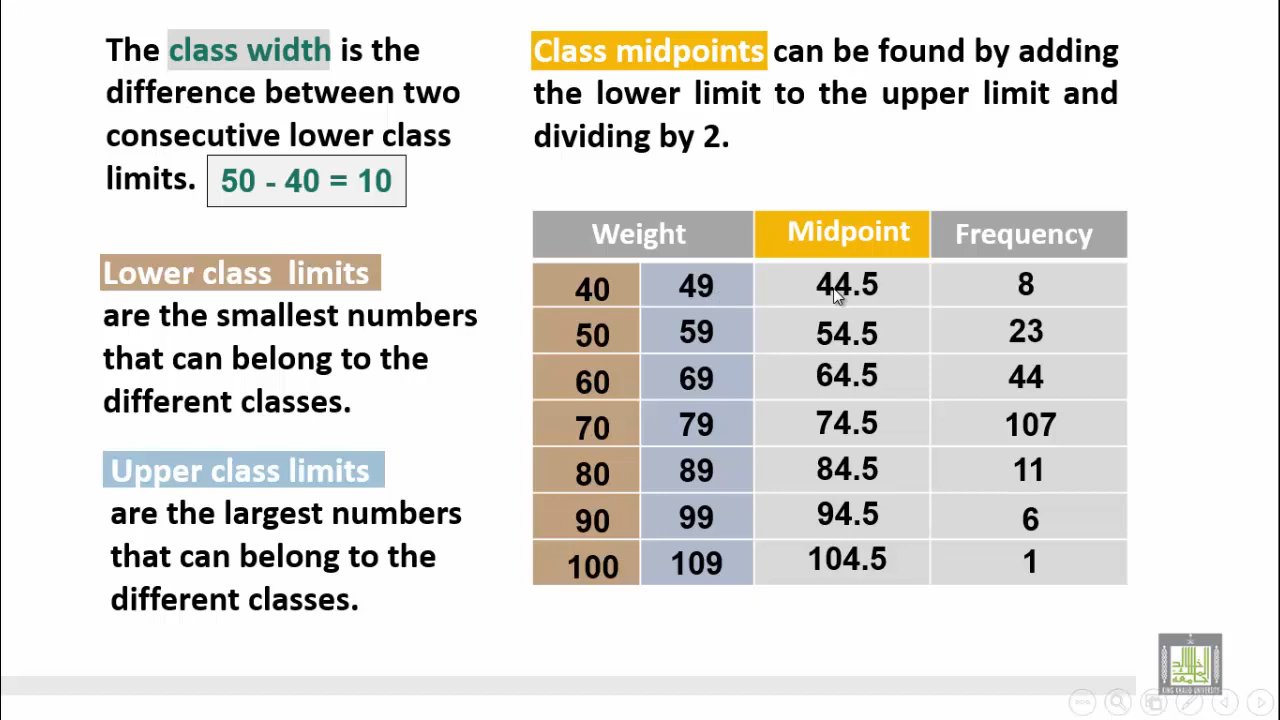 The class width is the
difference between two
consecutive lower class
limits. 50 - 40 = 10
Lower class limits
are the smallest numbers
that can belong to the
different classes.
Upper class limits
are the largest numbers
that can belong to the
different classes.
Class midpoints can be found by adding
the lower limit to the upper limit and
dividing by 2.
Weight Midpoint Frequency
40 49 44.5 8
50 59 54.5 23
60 69 64.5 44
70 79 74.5 107
80 89 84.5 11
90 99 94.5 6
100 109 104.5 1
KING KHALID UNIVERSITY